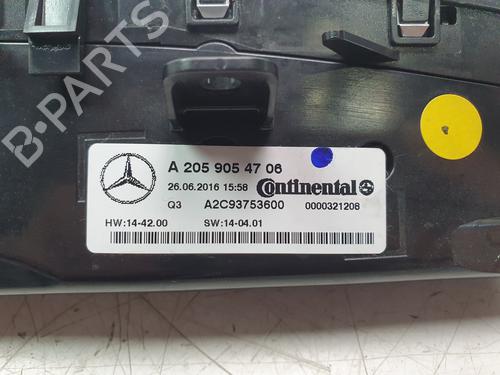 B-PARTS
A 205 905 47 06
26.06.2016 15:58 Continental
Q3 A2C93753600 0000321208
HW:14-42.00 SW:14-04.01